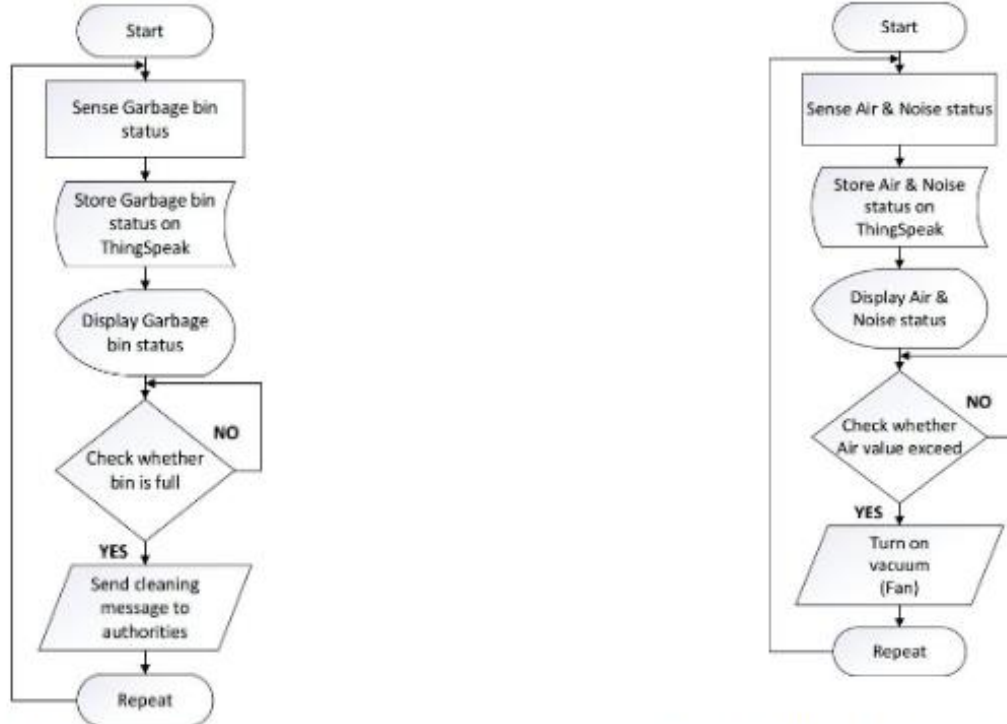 Start
Sense Garbage bin
status
Store Garbage bin
status on
ThingSpeak
Display Garbage
bin status
NO
Check whether
bin is full
YES
Send cleaning
message to
authorities
Repeat
Start
Sense Air & Noise status
Store Air & Noise
status on
ThingSpeak
Display Air &
Noise status
NO
Check whether
Air value exceed
YES
Turn on
vacuum
(Fan)
Repeat